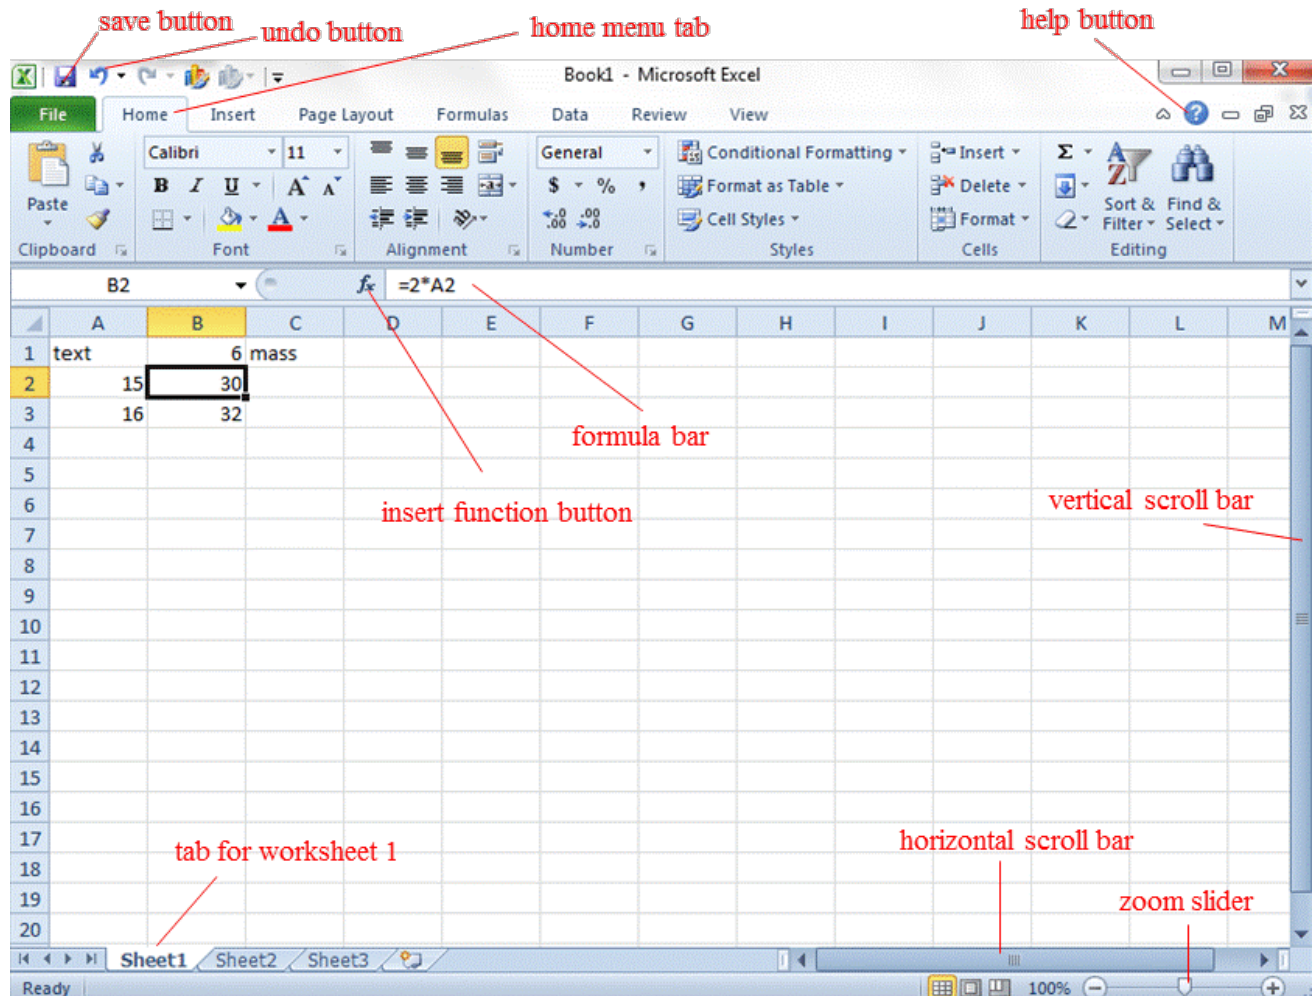 save button
undo button
home menu tab
help button
Book1 - Microsoft Excel
File Home Insert Page Layout Formulas Data Review View
Calibri 11 General Conditional Formatting Insert Σ
B I U A A $ % , Format as Table Delete
Paste Sort & Filter Find & Select
A .0 .00 .00 .0 Cell Styles Format
Clipboard Font Alignment Number Styles Cells Editing
B2 fx =2*A2
A B C D E F G H I J K L M
1 text 6 mass
2 15 30
3 16 32
formula bar
4
5
insert function button
vertical scroll bar
6
7
8
9
10
11
12
13
14
15
16
17
horizontal scroll bar
tab for worksheet 1
18
19
zoom slider
20
Sheet1 Sheet2 Sheet3
Ready 100%